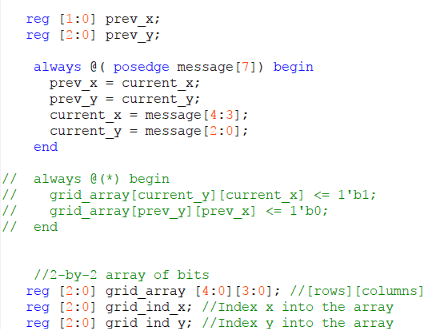 reg [1:0] prev_x;
reg [2:0] prev_y;
always @( posedge message[7]) begin
prev_x = current_x;
prev_y = current_y;
current_x = message[4:3];
current_y = message[2:0];
end
// always @(*) begin
// grid_array[current_y][current_x] <= 1'b1;
// grid_array[prev_y][prev_x] <= 1'b0;
// end
//2-by-2 array of bits
reg [2:0] grid_array [4:0][3:0]; //[rows][columns]
reg [2:0] grid_ind_x; //Index x into the array
reg [2:0] grid_ind_y; //Index y into the array